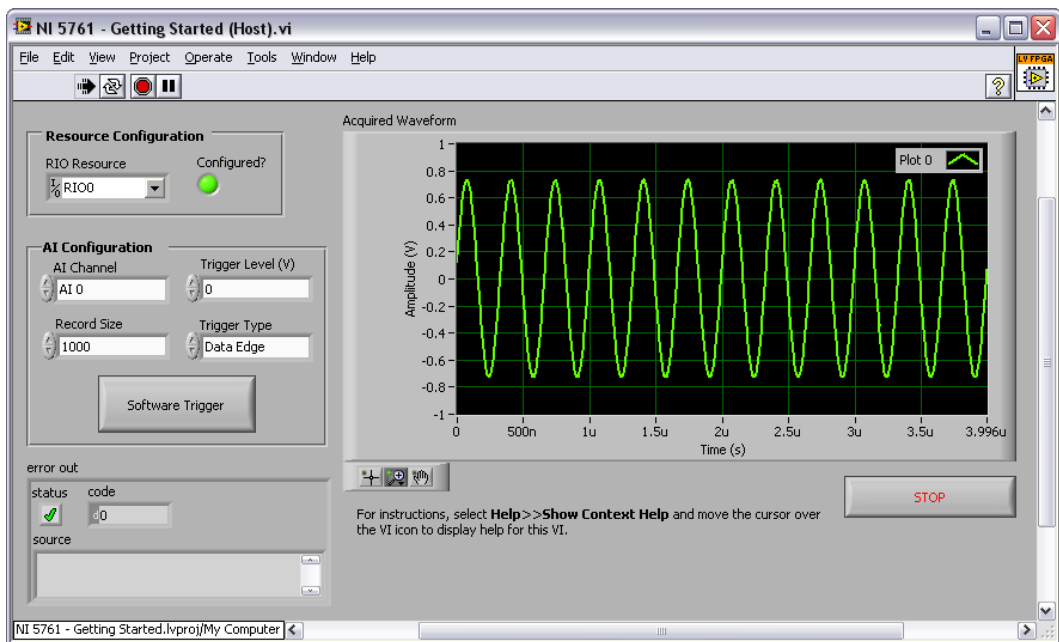 NI 5761 - Getting Started (Host).vi
File Edit View Project Operate Tools Window Help
LV FPGA
Resource Configuration
RIO Resource
Configured?
I/O RIO0
AI Configuration
AI Channel
Trigger Level (V)
AI 0
0
Record Size
Trigger Type
1000
Data Edge
Software Trigger
error out
status
code
d0
source
Acquired Waveform
Plot 0
Amplitude (V)
1
0.8
0.6
0.4
0.2
0
-0.2
-0.4
-0.6
-0.8
-1
0 500n 1u 1.5u 2u 2.5u 3u 3.5u 3.996u
Time (s)
For instructions, select Help>>Show Context Help and move the cursor over
the VI icon to display help for this VI.
STOP
NI 5761 - Getting Started.lvproj/My Computer